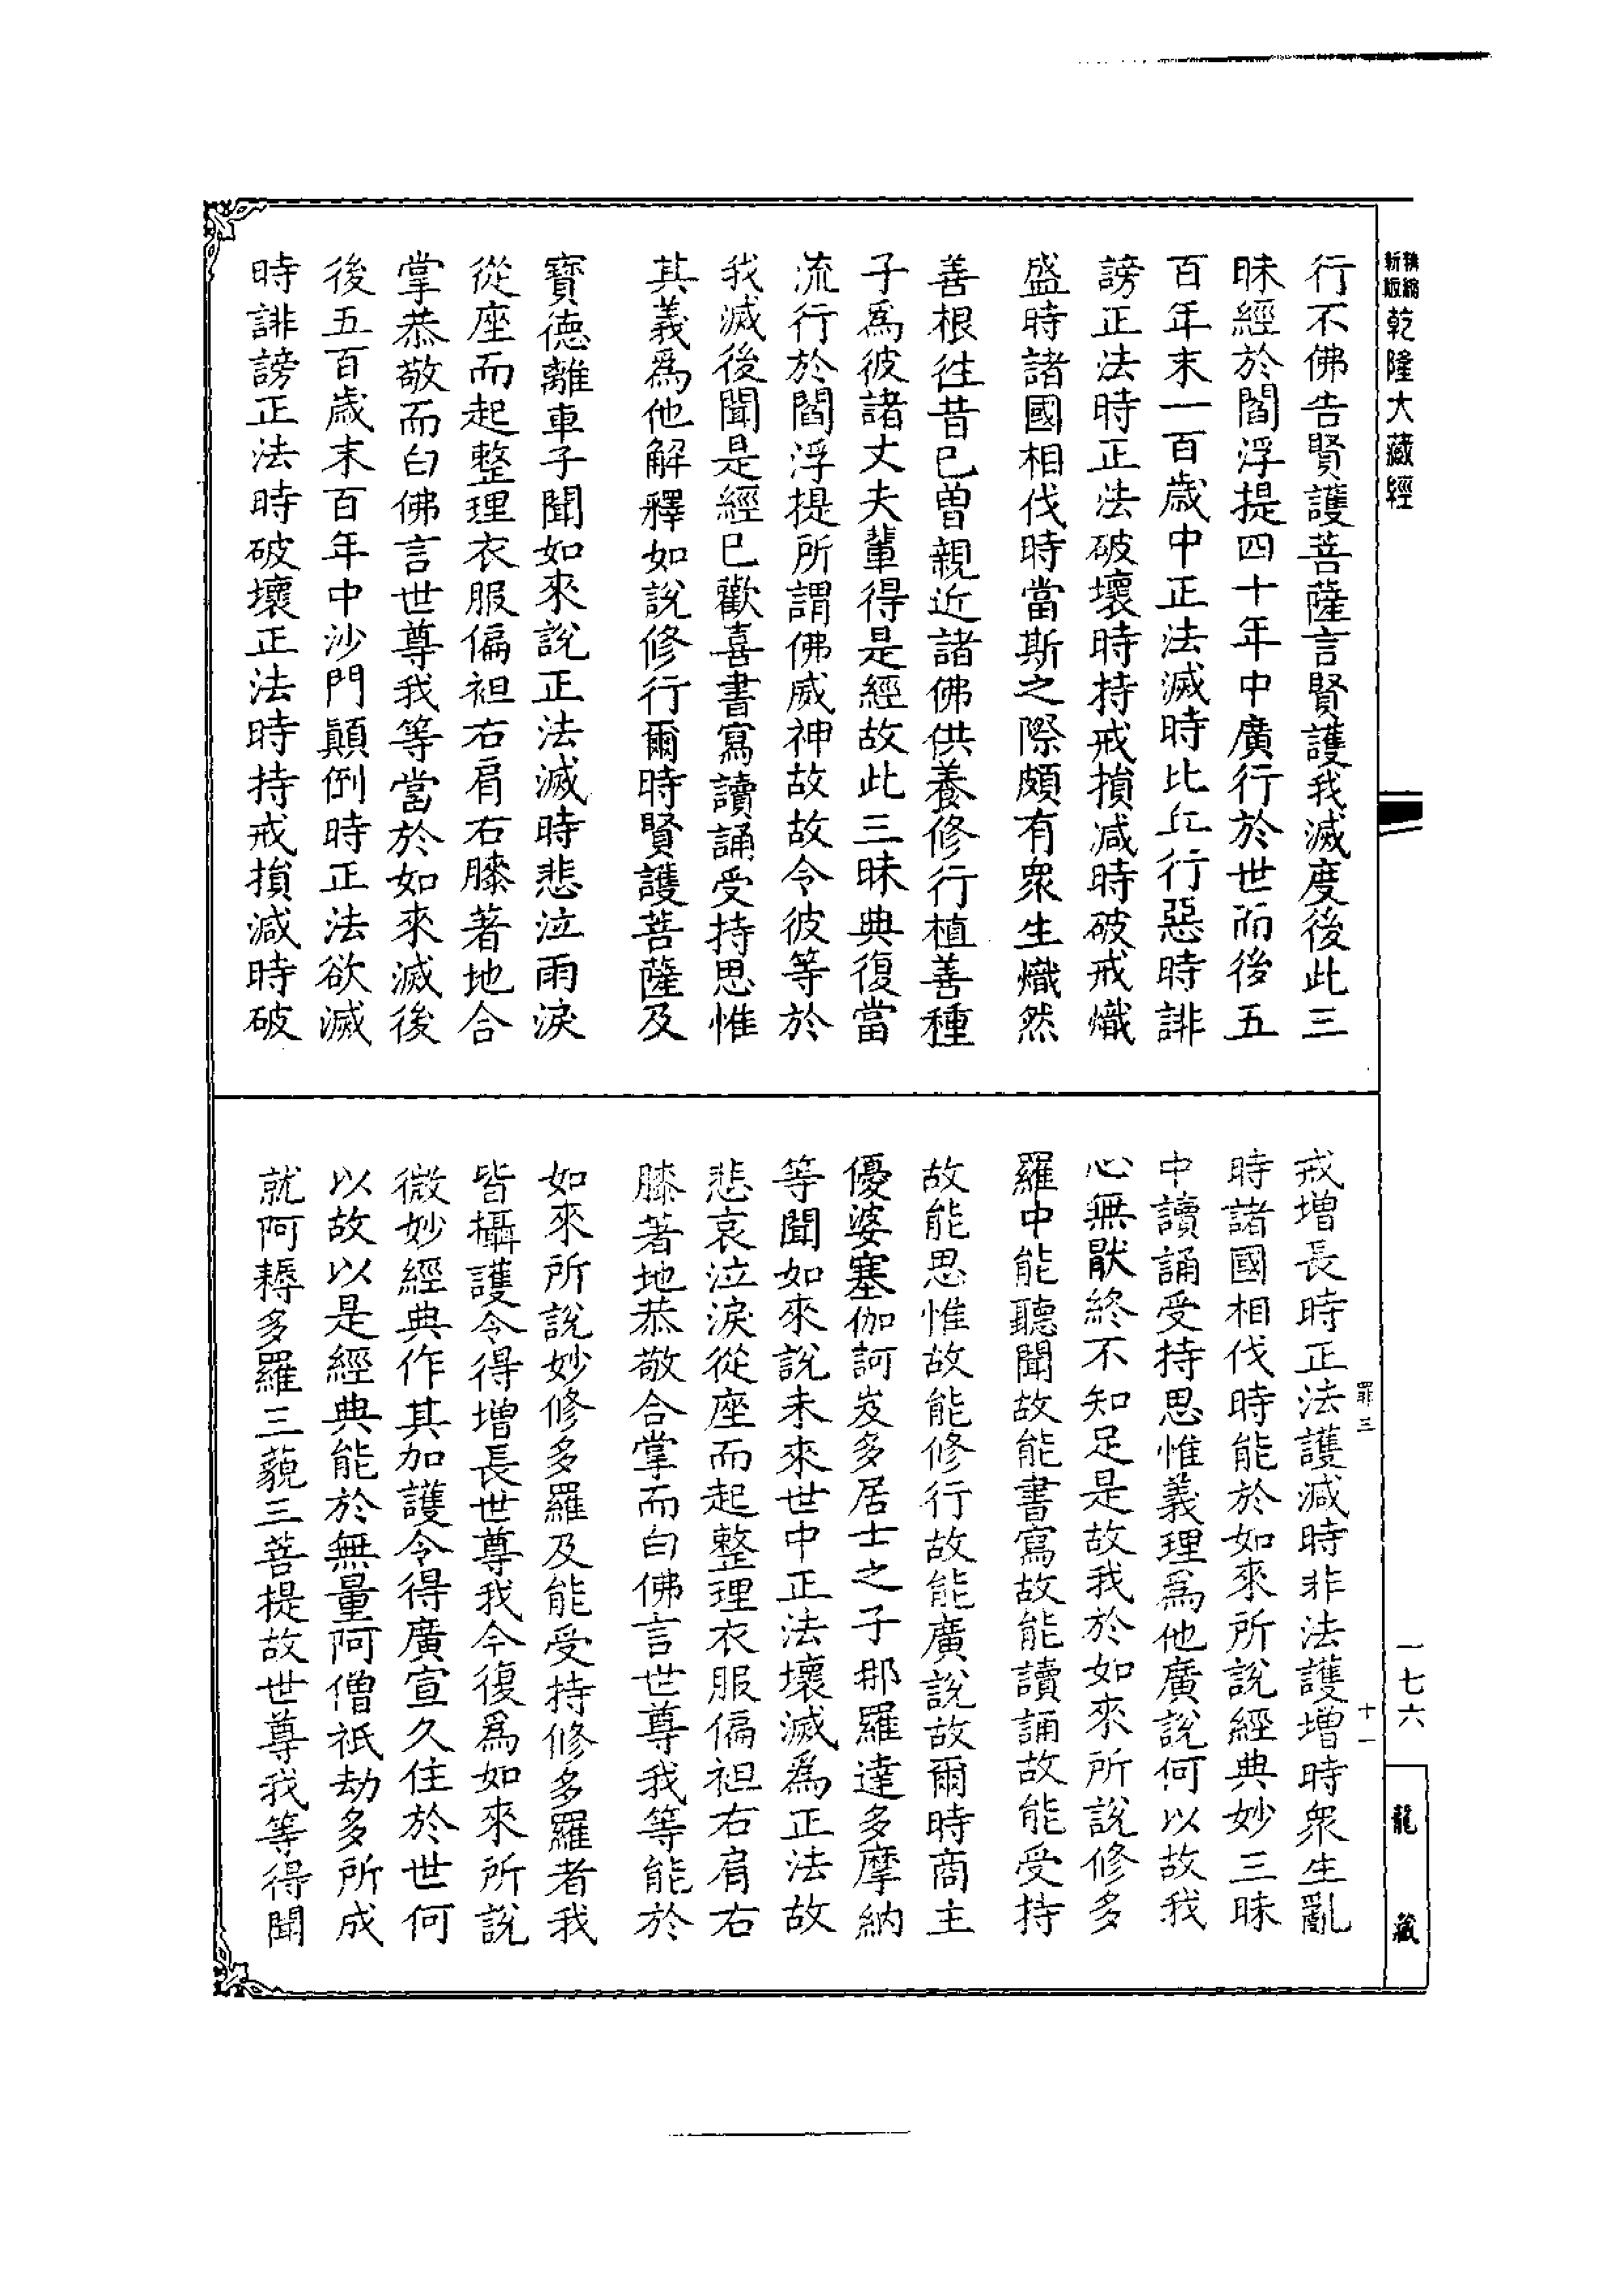 精縮新版乾隆大藏經
行不佛告賢護菩薩言賢護我滅度後此三
昧經於閻浮提四十年中廣行於世而後五
百年末一百歲中正法滅時比丘行惡時誹
謗正法時正法破壞時持戒損减時破戒熾
盛時諸國相伐時當斯之際頗有衆生熾然
善根往昔已曾親近諸佛供養修行植善種
子爲彼諸丈夫輩得是經故此三昧典復當
流行於閻浮提所謂佛威神故故令彼等於
我滅後聞是經已歡喜書寫讀誦受持思惟
其義爲他解釋如說修行爾時賢護菩薩及
寶德離車子聞如來說正法滅時悲泣雨淚
從座而起整理衣服偏袒右肩右膝著地合
掌恭敬而白佛言世尊我等當於如來滅後
後五百歲末百年中沙門顛倒時正法欲滅
時誹謗正法時破壞正法時持戒損減時破
戒增長時正法護減時非法護增時衆生亂
時諸國相伐時能於如來所說經典妙三昧
中讀誦受持思惟義理爲他廣說何以故我
心無猒終不知足是故我於如來所說修多
羅中能聽聞故能書寫故能讀誦故能受持
故能思惟故能修行故能廣說故爾時商主
優婆塞伽訶岌多居士之子那羅達多摩納
等聞如來說未來世中正法壞滅爲正法故
悲哀泣淚從座而起整理衣服偏袒右肩右
膝著地恭敬合掌而白佛言世尊我等能於
如來所說妙修多羅及能受持修多羅者我
皆攝護令得增長世尊我今復爲如來所說
微妙經典作其加護令得廣宣久住於世何
以故以是經典能於無量阿僧祇劫多所成
就阿耨多羅三藐三菩提故世尊我等得聞
罪三
十一
一七六
龍藏